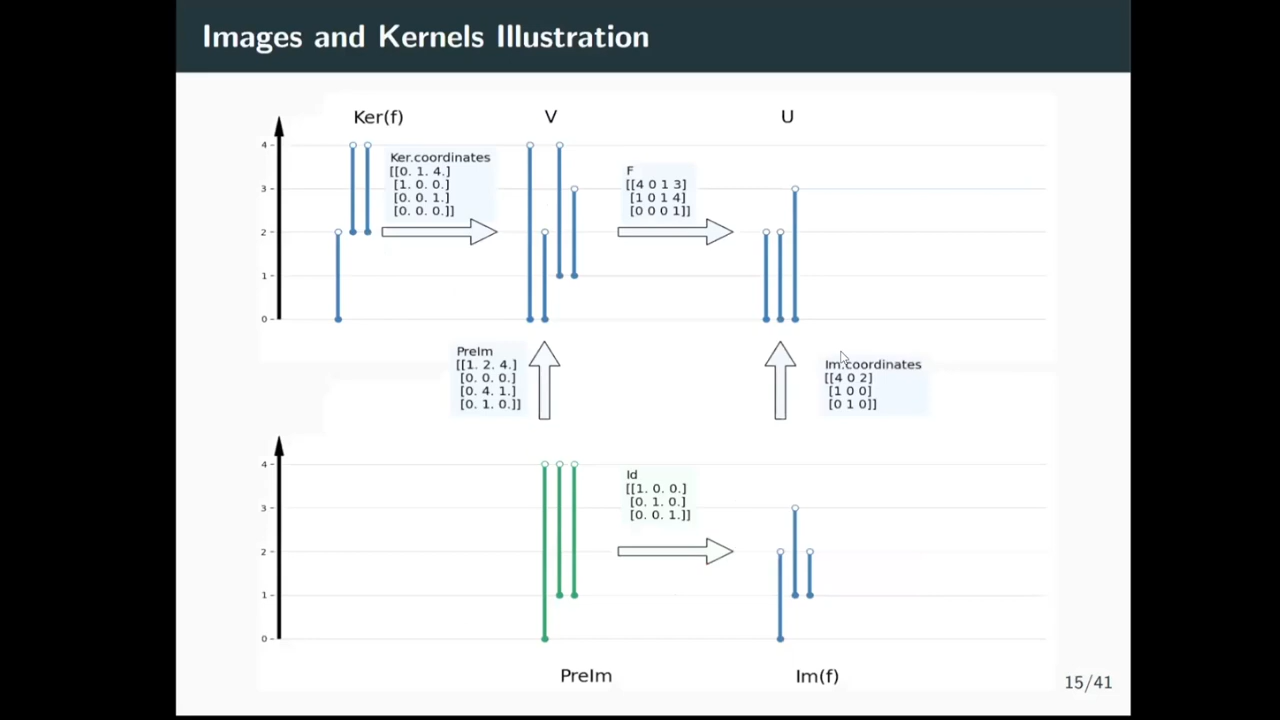 Images and Kernels Illustration
Ker(f)
V
U
4
3
2
1
0
Ker.coordinates
[[0. 1. 4.]
[1. 0. 0.]
[0. 0. 1.]
[0. 0. 0.]]
F
[[4 0 1 3]
[1 0 1 4]
[0 0 0 1]]
PreIm
[[1. 2. 4.]
[0. 0. 0.]
[0. 4. 1.]
[0. 1. 0.]]
Im.coordinates
[[4 0 2]
[1 0 0]
[0 1 0]]
4
3
2
1
0
Id
[[1. 0. 0.]
[0. 1. 0.]
[0. 0. 1.]]
PreIm
Im(f)
15/41